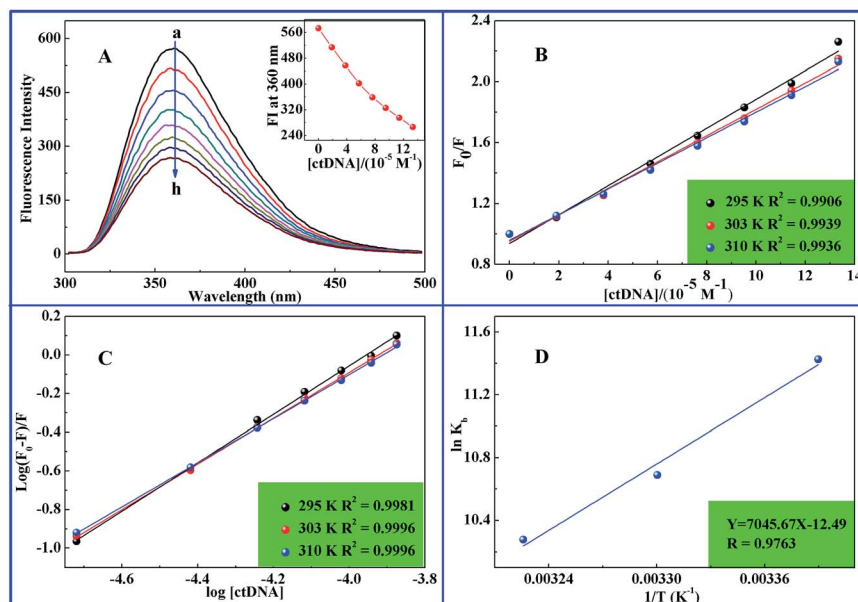 A
a
h
600
450
300
150
0
Fluorescence Intensity
300
350
400
450
500
Wavelength (nm)
560
480
400
320
240
FI at 360 nm
0
4
8
12
[ctDNA]/(10⁻⁵ M⁻¹)
B
2.4
2.0
1.6
1.2
0.8
F₀/F
295 K R² = 0.9906
303 K R² = 0.9939
310 K R² = 0.9936
0
2
4
6
8
10
12
14
[ctDNA]/(10⁻⁵ M⁻¹)
C
0.0
-0.2
-0.4
-0.6
-0.8
-1.0
Log(F₀-F)/F
295 K R² = 0.9981
303 K R² = 0.9996
310 K R² = 0.9996
-4.6
-4.4
-4.2
-4.0
-3.8
log [ctDNA]
D
11.6
11.2
10.8
10.4
ln K_b
Y=7045.67X-12.49
R = 0.9763
0.00324
0.00330
0.00336
1/T (K⁻¹)